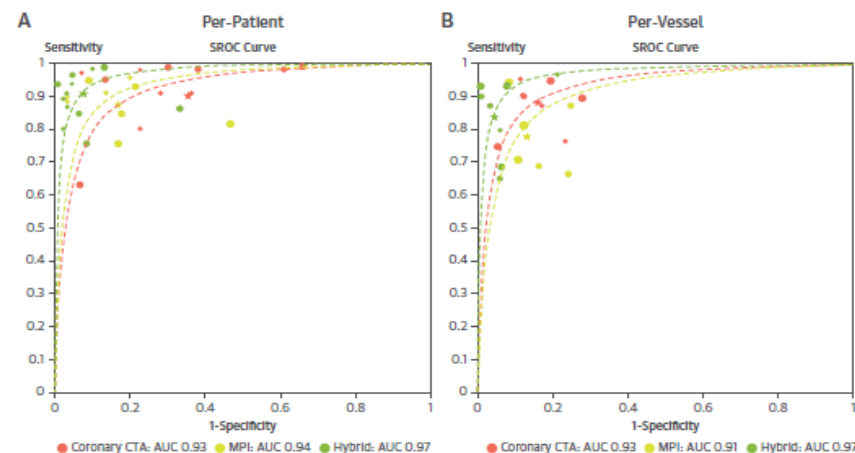 A Per-Patient
Sensitivity SROC Curve
1
0.9
0.8
0.7
0.6
0.5
0.4
0.3
0.2
0.1
0
0 0.2 0.4 0.6 0.8 1
1-Specificity
Coronary CTA: AUC 0.93 MPI: AUC 0.94 Hybrid: AUC 0.97
B Per-Vessel
Sensitivity SROC Curve
1
0.9
0.8
0.7
0.6
0.5
0.4
0.3
0.2
0.1
0
0 0.2 0.4 0.6 0.8 1
1-Specificity
Coronary CTA: AUC 0.93 MPI: AUC 0.91 Hybrid: AUC 0.97